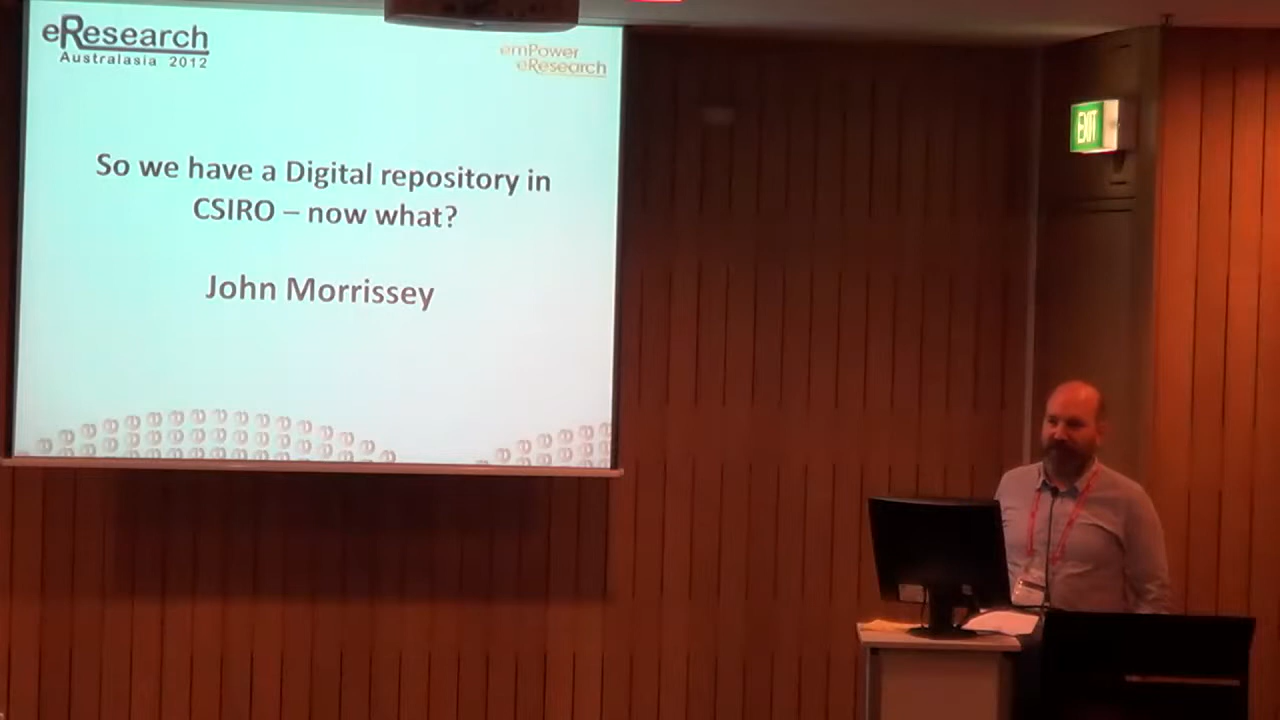 eResearch
Australasia 2012
emPower
eResearch
So we have a Digital repository in
CSIRO – now what?
John Morrissey
EXIT